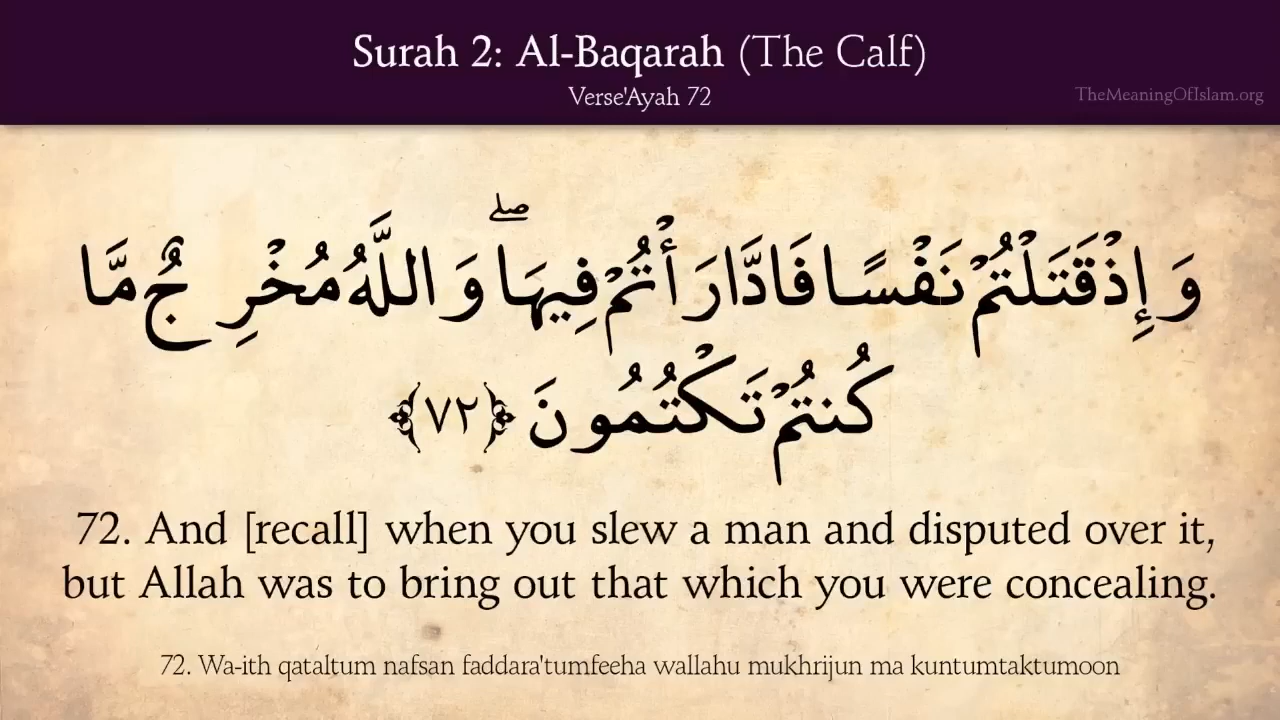 Surah 2: Al-Baqarah (The Calf)
Verse'Ayah 72
TheMeaningOfIslam.org
وَإِذْ قَتَلْتُمْ نَفْسًا فَادَّارَأْتُمْ فِيهَا ۖ وَاللَّهُ مُخْرِجٌ مَّا
كُنتُمْ تَكْتُمُونَ ﴿٧٢﴾
72. And [recall] when you slew a man and disputed over it,
but Allah was to bring out that which you were concealing.
72. Wa-ith qataltum nafsan faddara'tumfeeha wallahu mukhrijun ma kuntumtaktumoon